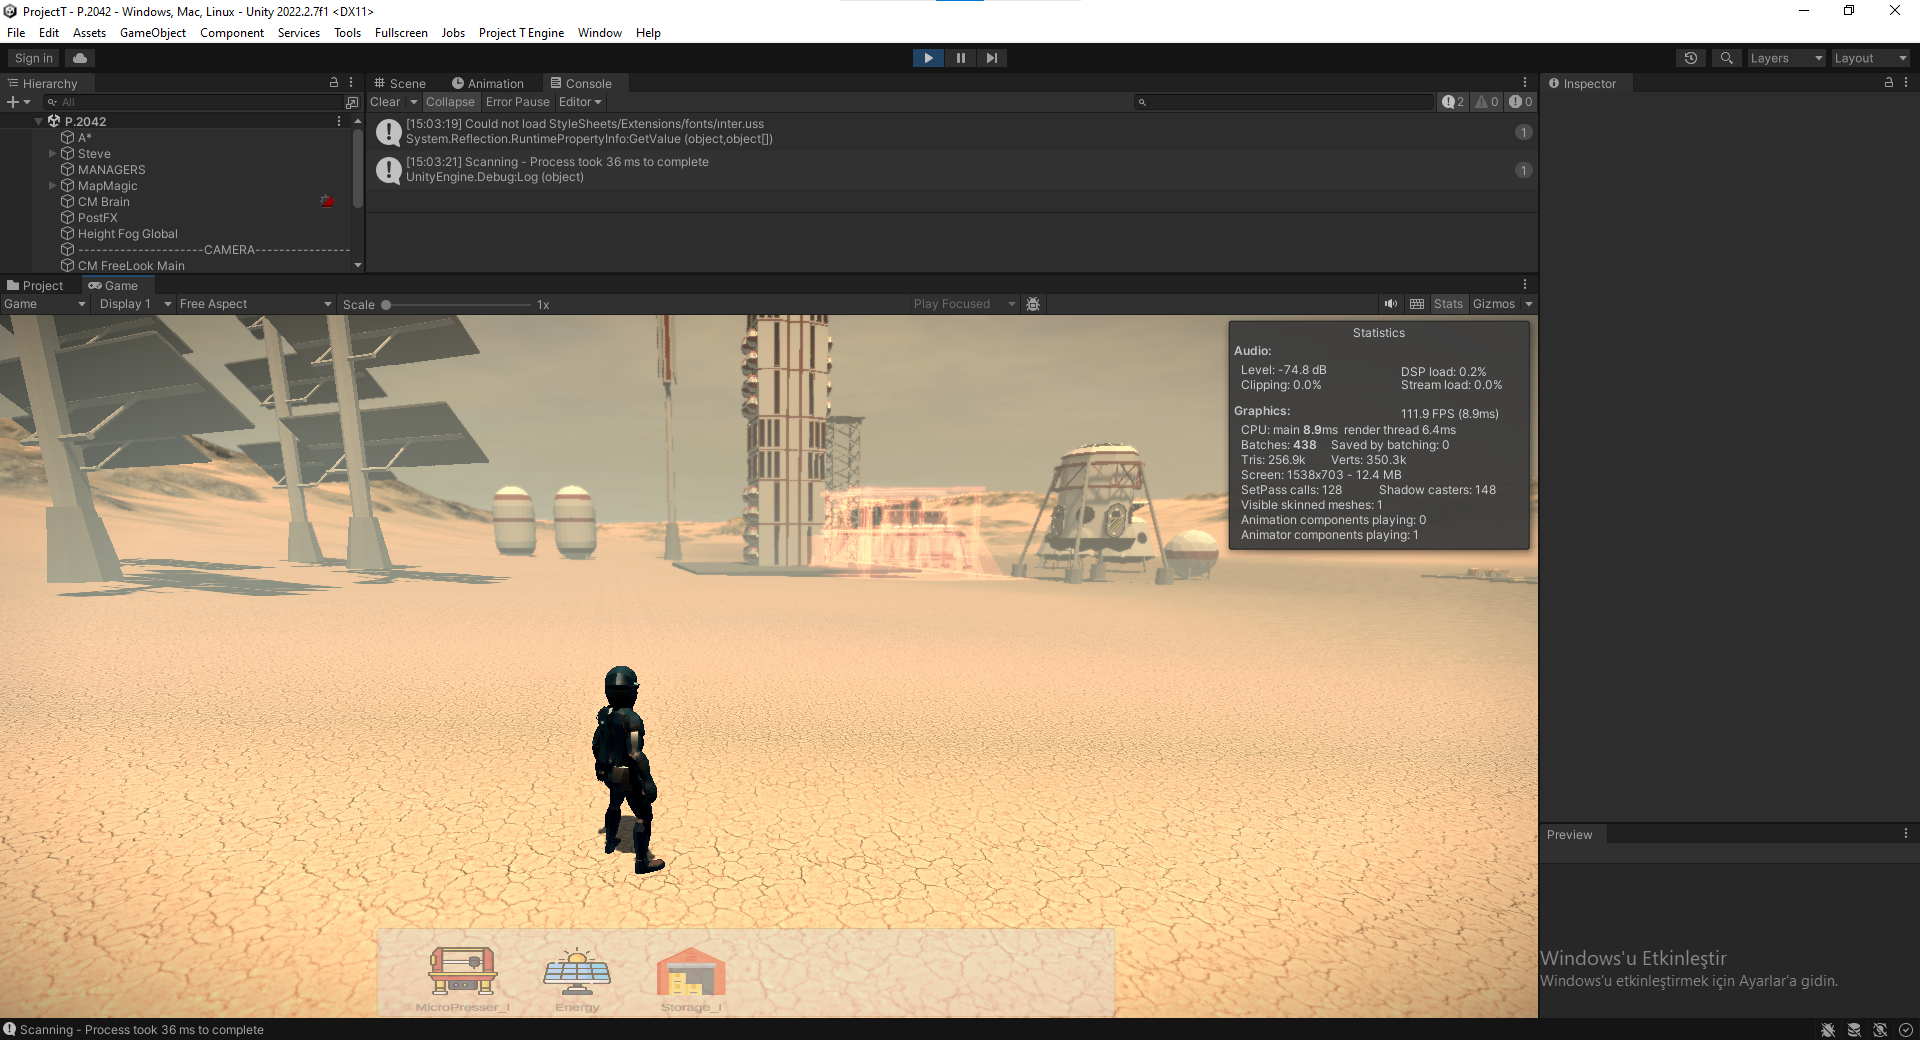 ProjectT - P.2042 - Windows, Mac, Linux - Unity 2022.2.7f1 <DX11>
File Edit Assets GameObject Component Services Tools Fullscreen Jobs Project T Engine Window Help
Sign in
Layers
Layout
Hierarchy
Scene
Animation
Console
Inspector
All
Clear
Collapse
Error Pause
Editor
2
0
0
P.2042
A*
Steve
MANAGERS
MapMagic
CM Brain
PostFX
Height Fog Global
---------------------CAMERA----------------
CM FreeLook Main
[15:03:19] Could not load StyleSheets/Extensions/fonts/ınter.uss
System.Reflection.RuntimePropertyInfo:GetValue (object,object[])
1
[15:03:21] Scanning - Process took 36 ms to complete
UnityEngine.Debug:Log (object)
1
Project
Game
Game
Display 1
Free Aspect
Scale
1x
Play Focused
Stats
Gizmos
Statistics
Audio:
Level: -74.8 dB
DSP load: 0.2%
Clipping: 0.0%
Stream load: 0.0%
Graphics:
111.9 FPS (8.9ms)
CPU: main 8.9ms render thread 6.4ms
Batches: 438 Saved by batching: 0
Tris: 256.9k Verts: 350.3k
Screen: 1538x703 - 12.4 MB
SetPass calls: 128 Shadow casters: 148
Visible skinned meshes: 1
Animation components playing: 0
Animator components playing: 1
MicroPresser_I
Energy
Storage_I
Preview
Windows'u Etkinleştir
Windows'u etkinleştirmek için Ayarlar'a gidin.
Scanning - Process took 36 ms to complete